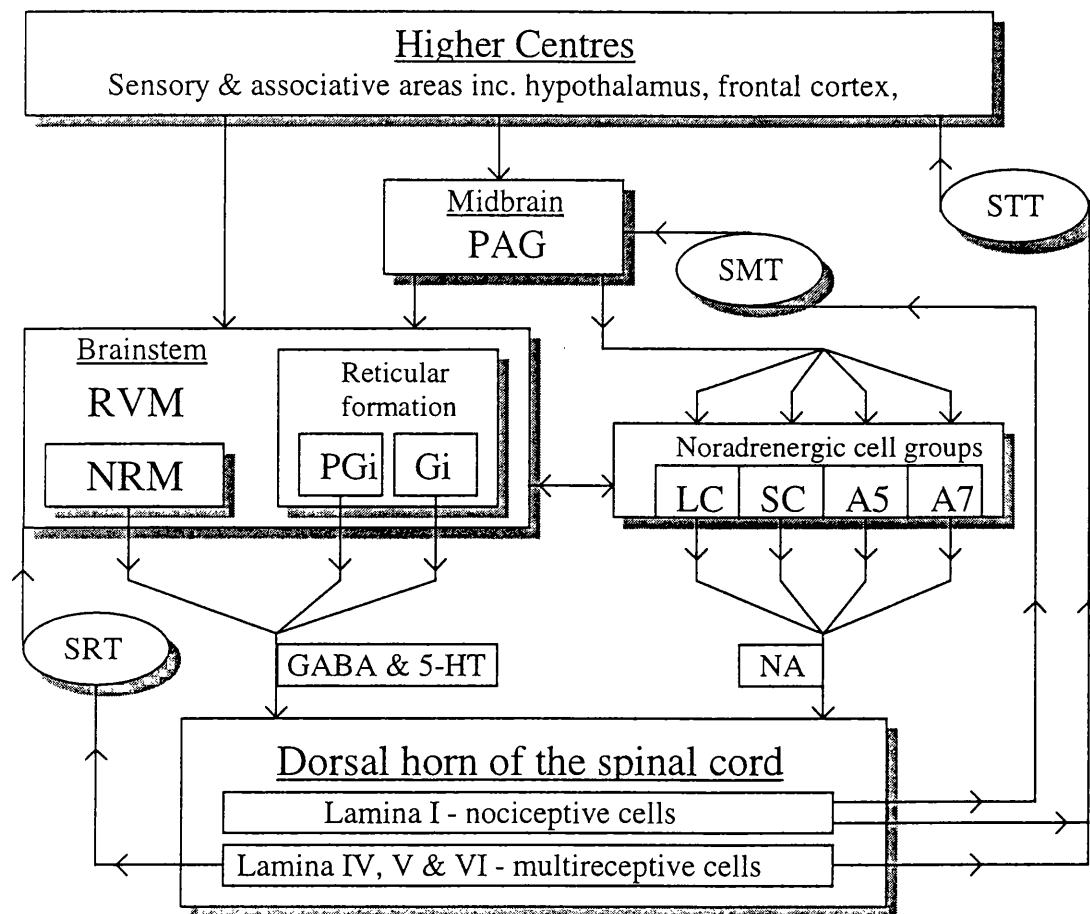 Higher Centres
Sensory & associative areas inc. hypothalamus, frontal cortex,
STT
Midbrain
PAG
SMT
Brainstem
RVM
NRM
Reticular
formation
PGi
Gi
Noradrenergic cell groups
LC
SC
A5
A7
SRT
GABA & 5-HT
NA
Dorsal horn of the spinal cord
Lamina I - nociceptive cells
Lamina IV, V & VI - multireceptive cells